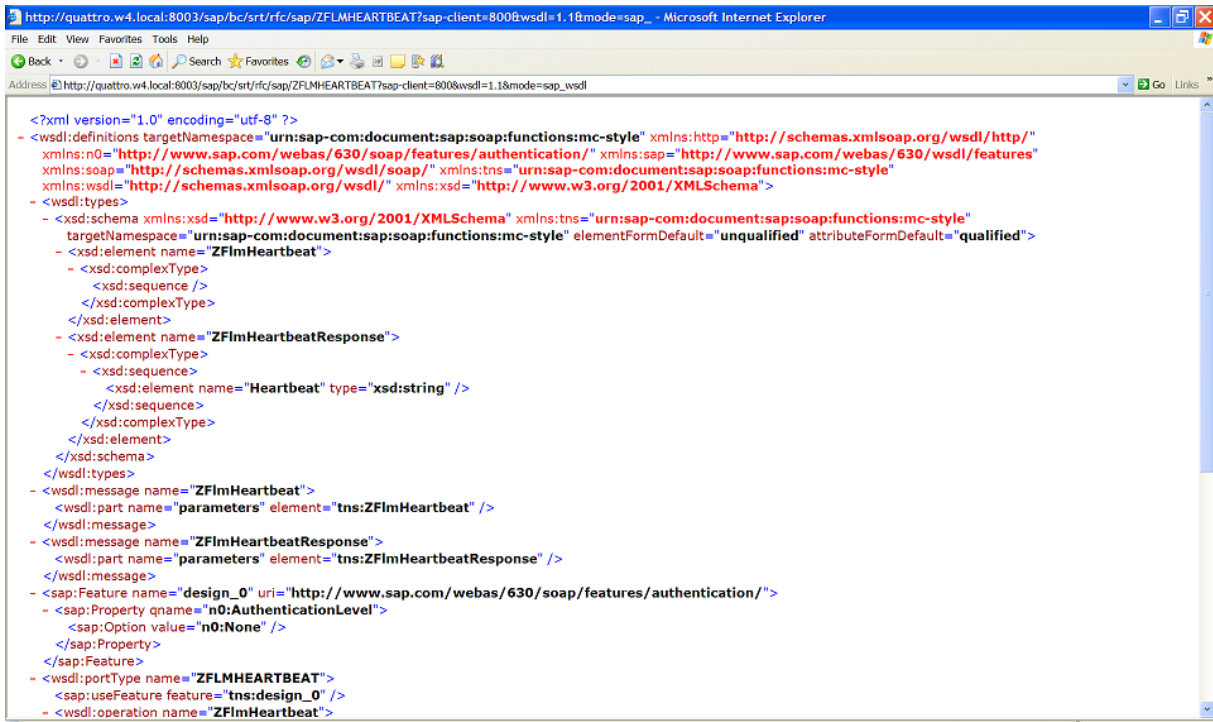 http://quattro.w4.local:8003/sap/bc/srt/rfc/sap/ZFLMHEARTBEAT?sap-client=800&wsdl=1.1&mode=sap_ - Microsoft Internet Explorer
File Edit View Favorites Tools Help
Back Search Favorites
Address http://quattro.w4.local:8003/sap/bc/srt/rfc/sap/ZFLMHEARTBEAT?sap-client=800&wsdl=1.1&mode=sap_wsdl Go Links »
<?xml version="1.0" encoding="utf-8" ?>
- <wsdl:definitions targetNamespace="urn:sap-com:document:sap:soap:functions:mc-style" xmlns:http="http://schemas.xmlsoap.org/wsdl/http/"
xmlns:n0="http://www.sap.com/webas/630/soap/features/authentication/" xmlns:sap="http://www.sap.com/webas/630/wsdl/features"
xmlns:soap="http://schemas.xmlsoap.org/wsdl/soap/" xmlns:tns="urn:sap-com:document:sap:soap:functions:mc-style"
xmlns:wsdl="http://schemas.xmlsoap.org/wsdl/" xmlns:xsd="http://www.w3.org/2001/XMLSchema">
- <wsdl:types>
- <xsd:schema xmlns:xsd="http://www.w3.org/2001/XMLSchema" xmlns:tns="urn:sap-com:document:sap:soap:functions:mc-style"
targetNamespace="urn:sap-com:document:sap:soap:functions:mc-style" elementFormDefault="unqualified" attributeFormDefault="qualified">
- <xsd:element name="ZFlmHeartbeat">
- <xsd:complexType>
<xsd:sequence />
</xsd:complexType>
</xsd:element>
- <xsd:element name="ZFlmHeartbeatResponse">
- <xsd:complexType>
- <xsd:sequence>
<xsd:element name="Heartbeat" type="xsd:string" />
</xsd:sequence>
</xsd:complexType>
</xsd:element>
</xsd:schema>
</wsdl:types>
- <wsdl:message name="ZFlmHeartbeat">
<wsdl:part name="parameters" element="tns:ZFlmHeartbeat" />
</wsdl:message>
- <wsdl:message name="ZFlmHeartbeatResponse">
<wsdl:part name="parameters" element="tns:ZFlmHeartbeatResponse" />
</wsdl:message>
- <sap:Feature name="design_0" uri="http://www.sap.com/webas/630/soap/features/authentication/">
- <sap:Property qname="n0:AuthenticationLevel">
<sap:Option value="n0:None" />
</sap:Property>
</sap:Feature>
- <wsdl:portType name="ZFLMHEARTBEAT">
<sap:useFeature feature="tns:design_0" />
- <wsdl:operation name="ZFlmHeartbeat">